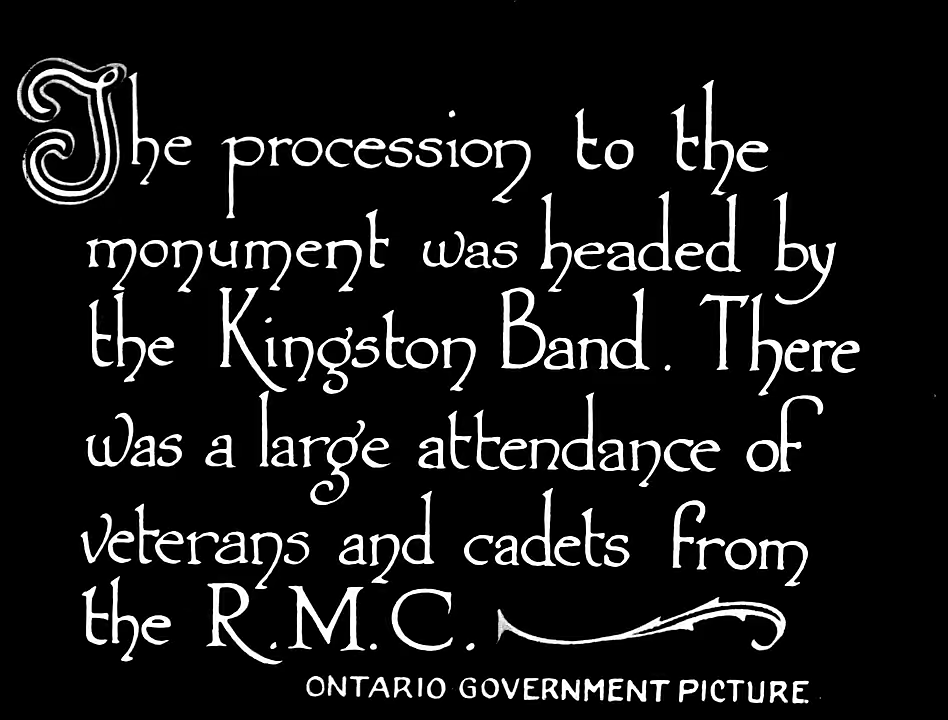 The procession to the
monument was headed by
the Kingston Band. There
was a large attendance of
veterans and cadets from
the R.M.C.
ONTARIO GOVERNMENT PICTURE.